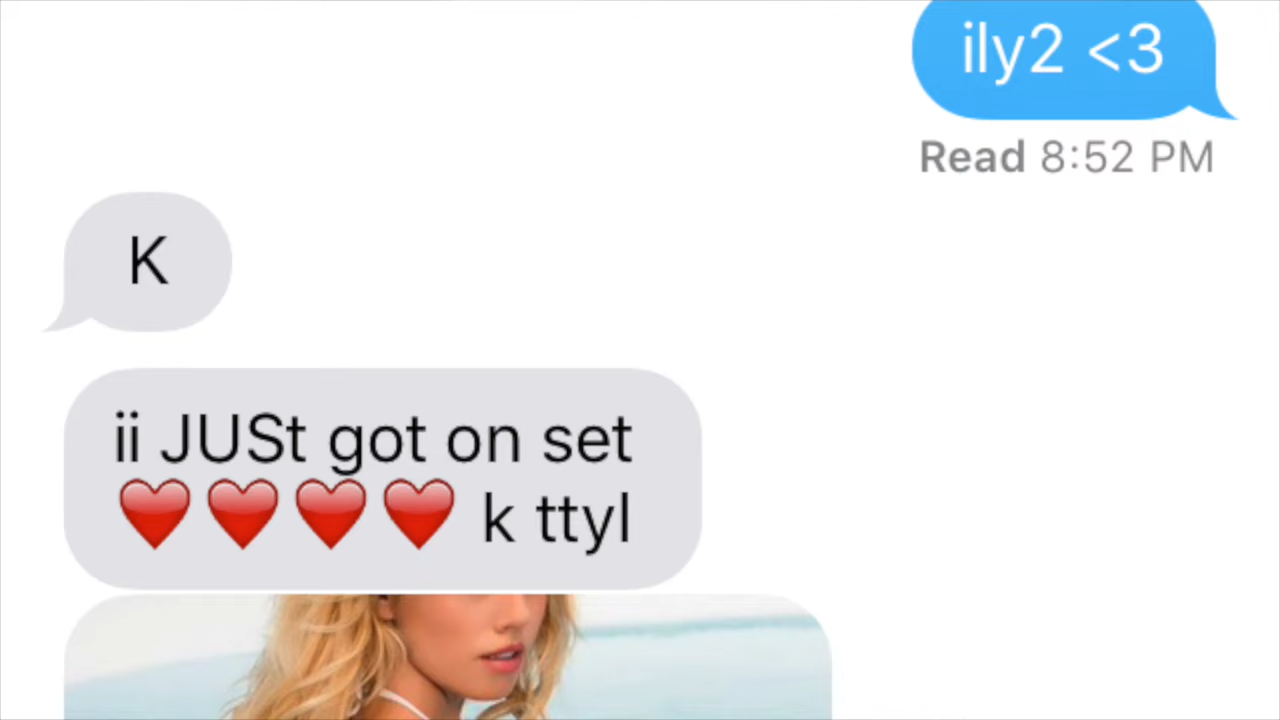 ily2 <3
Read 8:52 PM
K
ii JUSt got on set
❤️❤️❤️❤️ k ttyl